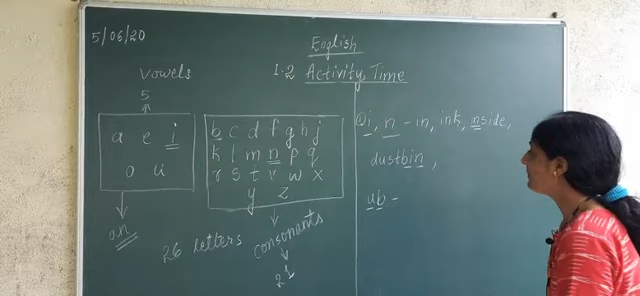 5/06/20
English
1.2 Activity Time
vowels
5
a e i
o u
an
b c d f g h j
k l m n p q
r s t v w x
y z
26 letters
consonants
21
i, n - in, ink, inside,
dustbin,
ub -